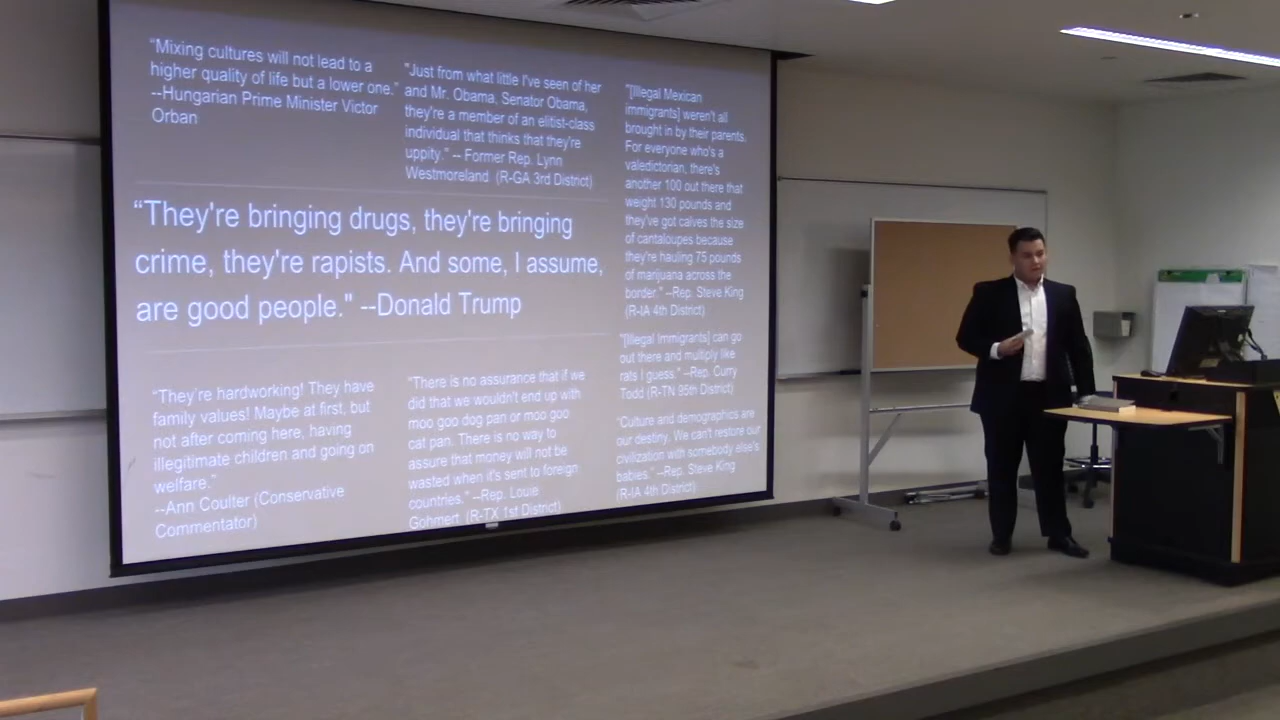 “Mixing cultures will not lead to a
higher quality of life but a lower one.”
--Hungarian Prime Minister Victor
Orban
"Just from what little I've seen of her
and Mr. Obama, Senator Obama,
they're a member of an elitist-class
individual that thinks that they're
uppity." -- Former Rep. Lynn
Westmoreland (R-GA 3rd District)
"[Illegal Mexican
immigrants] weren't all
brought in by their parents.
For everyone who's a
valedictorian, there's
another 100 out there that
weight 130 pounds and
they've got calves the size
of cantaloupes because
they're hauling 75 pounds
of marijuana across the
border." --Rep. Steve King
(R-IA 4th District)
“They're bringing drugs, they're bringing
crime, they're rapists. And some, I assume,
are good people." --Donald Trump
"[Illegal Immigrants] can go
out there and multiply like
rats I guess." --Rep. Curry
Todd (R-TN 95th District)
“They're hardworking! They have
family values! Maybe at first, but
not after coming here, having
illegitimate children and going on
welfare.”
--Ann Coulter (Conservative
Commentator)
"There is no assurance that if we
did that we wouldn't end up with
moo goo dog pan or moo goo
cat pan. There is no way to
assure that money will not be
wasted when it's sent to foreign
countries." --Rep. Louie
Gohmert (R-TX 1st District)
"Culture and demographics are
our destiny. We can't restore our
civilization with somebody else's
babies." --Rep. Steve King
(R-IA 4th District)